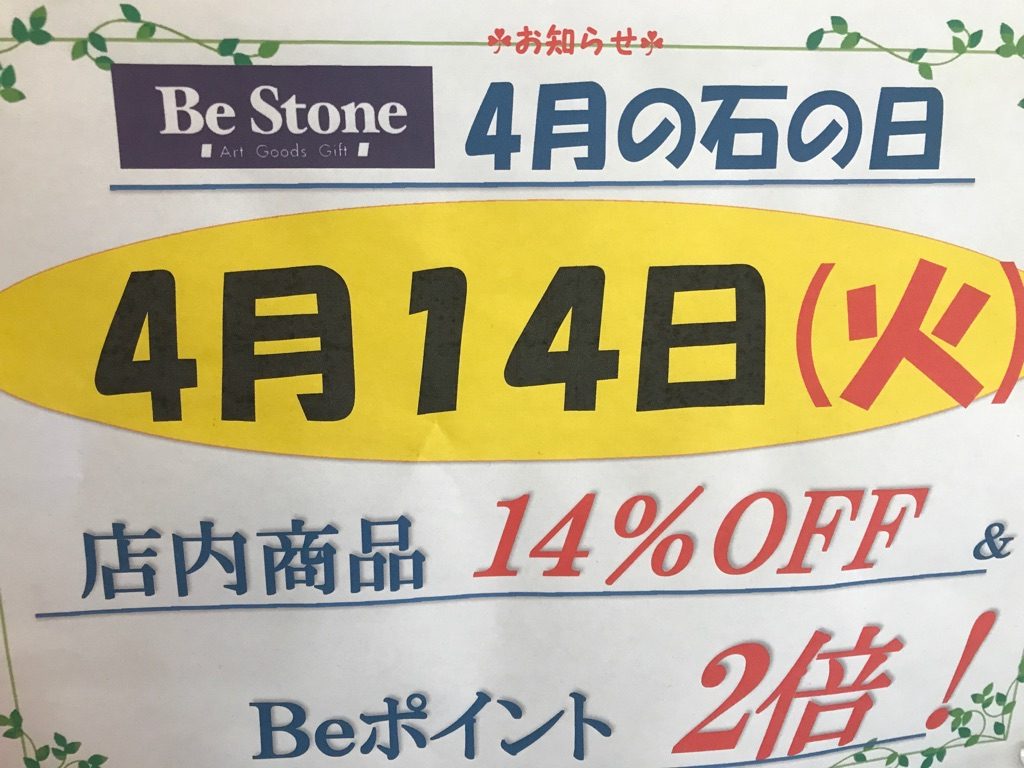 ☘お知らせ☘
Be Stone
Art Goods Gift
4月の石の日
4月14日(火)
店内商品 14%OFF &
Beポイント 2倍!